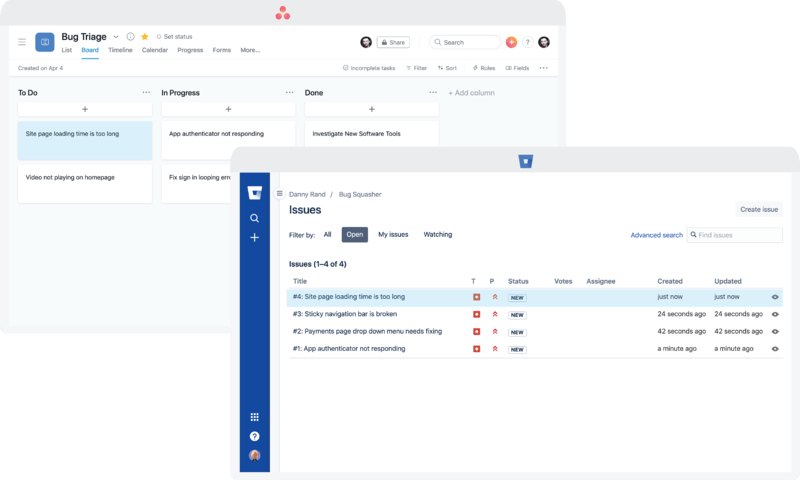 Bug Triage
Set status
List Board Timeline Calendar Progress Forms More...
Share
Search
?
Created on Apr 4
Incomplete tasks Filter Sort Rules Fields
To Do ...
In Progress ...
Done ...
+ Add column
+ + +
Site page loading time is too long
App authenticator not responding
Investigate New Software Tools
Video not playing on homepage
Fix sign in looping erro
Danny Rand / Bug Squasher
Issues
Create issue
Filter by: All Open My issues Watching
Advanced search
Find issues
Issues (1–4 of 4)
Title T P Status Votes Assignee Created Updated
#4: Site page loading time is too long NEW just now just now
#3: Sticky navigation bar is broken NEW 24 seconds ago 24 seconds ago
#2: Payments page drop down menu needs fixing NEW 42 seconds ago 42 seconds ago
#1: App authenticator not responding NEW a minute ago a minute ago
?